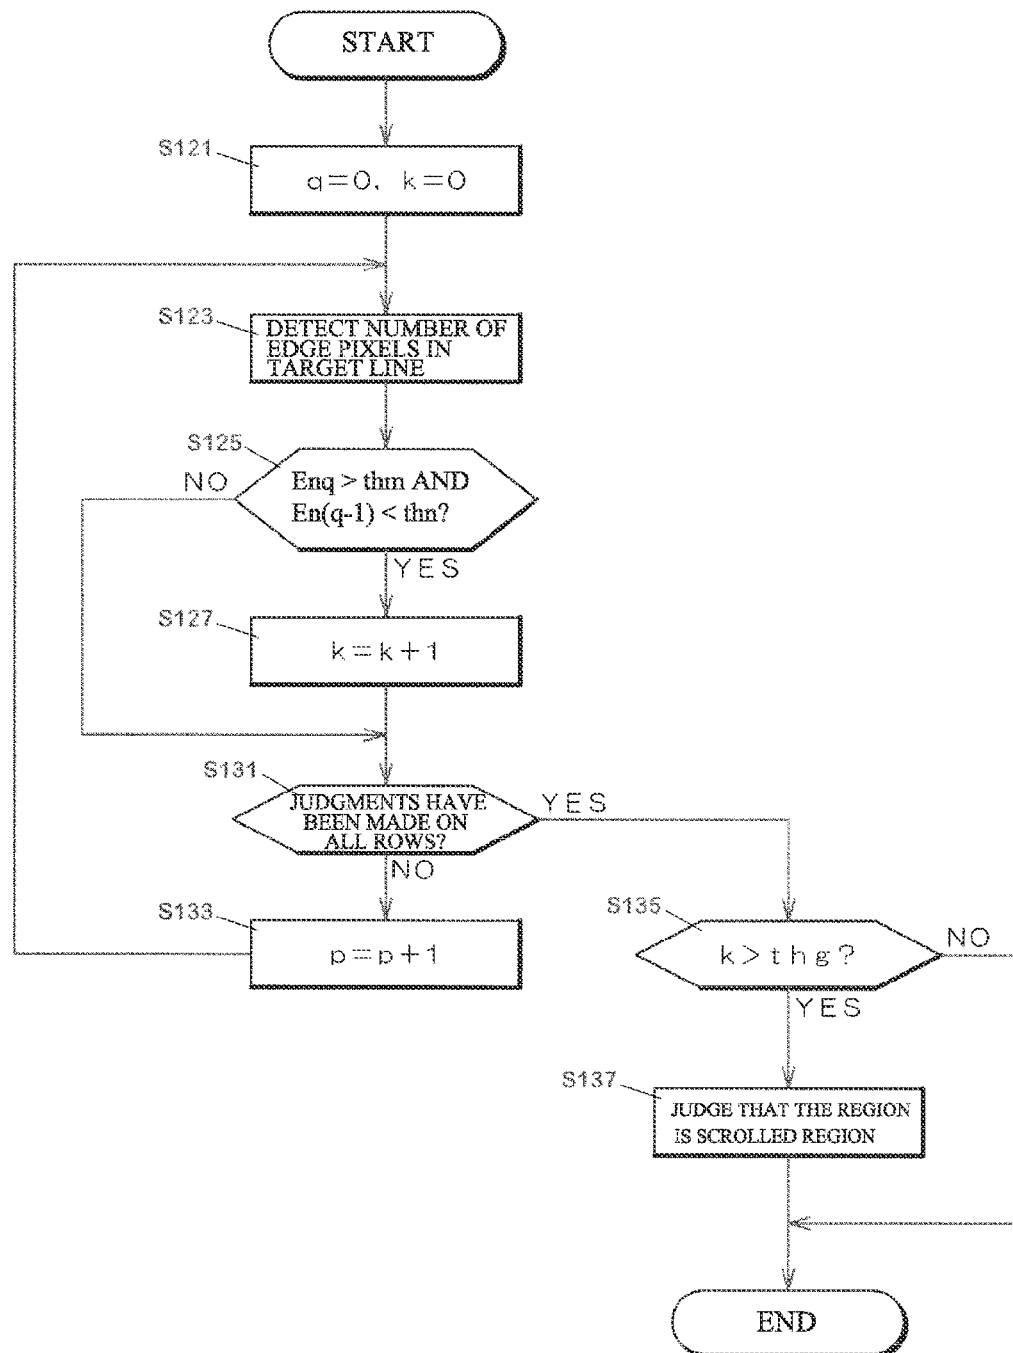 START
S121
q=0, k=0
S123
DETECT NUMBER OF
EDGE PIXELS IN
TARGET LINE
S125
NO
Enq > thm AND
En(q-1) < thn?
YES
S127
k=k+1
S131
JUDGMENTS HAVE
BEEN MADE ON
ALL ROWS?
YES
NO
S133
p=p+1
S135
k>thg?
NO
YES
S137
JUDGE THAT THE REGION
IS SCROLLED REGION
END